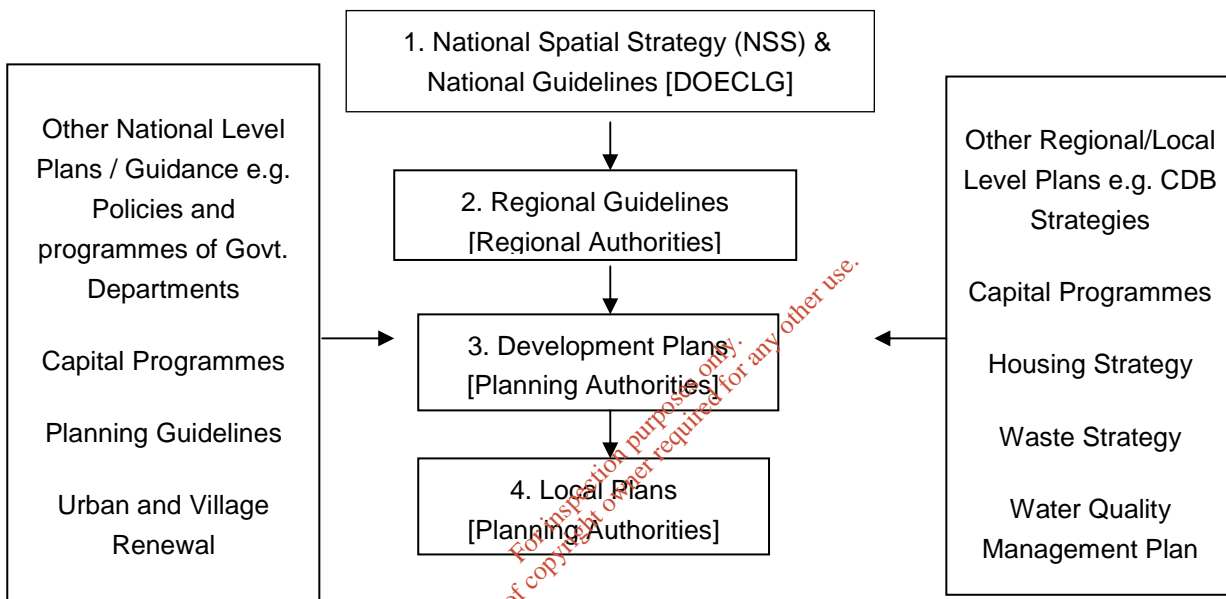 1. National Spatial Strategy (NSS) &
National Guidelines [DOECLG]
Other National Level
Plans / Guidance e.g.
Policies and
programmes of Govt.
Departments
Capital Programmes
Planning Guidelines
Urban and Village
Renewal
2. Regional Guidelines
[Regional Authorities]
3. Development Plans
[Planning Authorities]
4. Local Plans
[Planning Authorities]
Other Regional/Local
Level Plans e.g. CDB
Strategies
Capital Programmes
Housing Strategy
Waste Strategy
Water Quality
Management Plan
For inspection purposes only.
of copyright owner required for any other use.